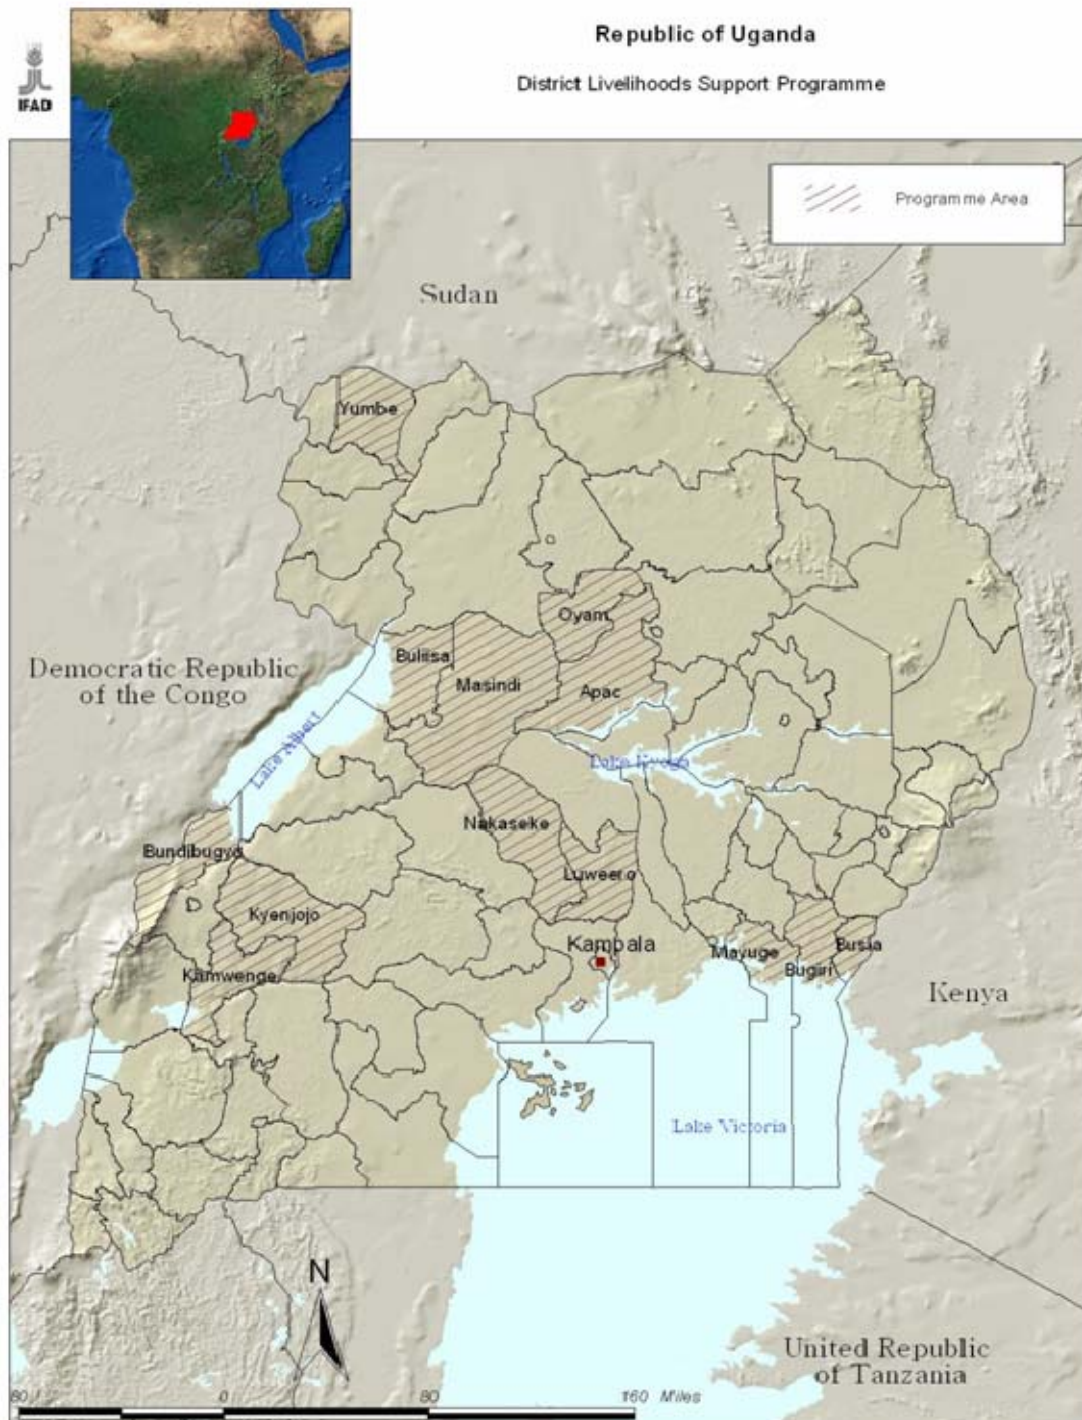 Republic of Uganda
District Livelihoods Support Programme
IFAD
Programme Area
Sudan
Yumbe
Oyam
Buliisa
Masindi
Apac
Democratic Republic
of the Congo
Lake Albert
Lake Kyoga
Nakaseke
Bundibugyo
Luweero
Kyenjojo
Kampala
Mayuge
Busia
Bugiri
Kamwenge
Kenya
Lake Victoria
N
United Republic
of Tanzania
80 0 80 160 Miles